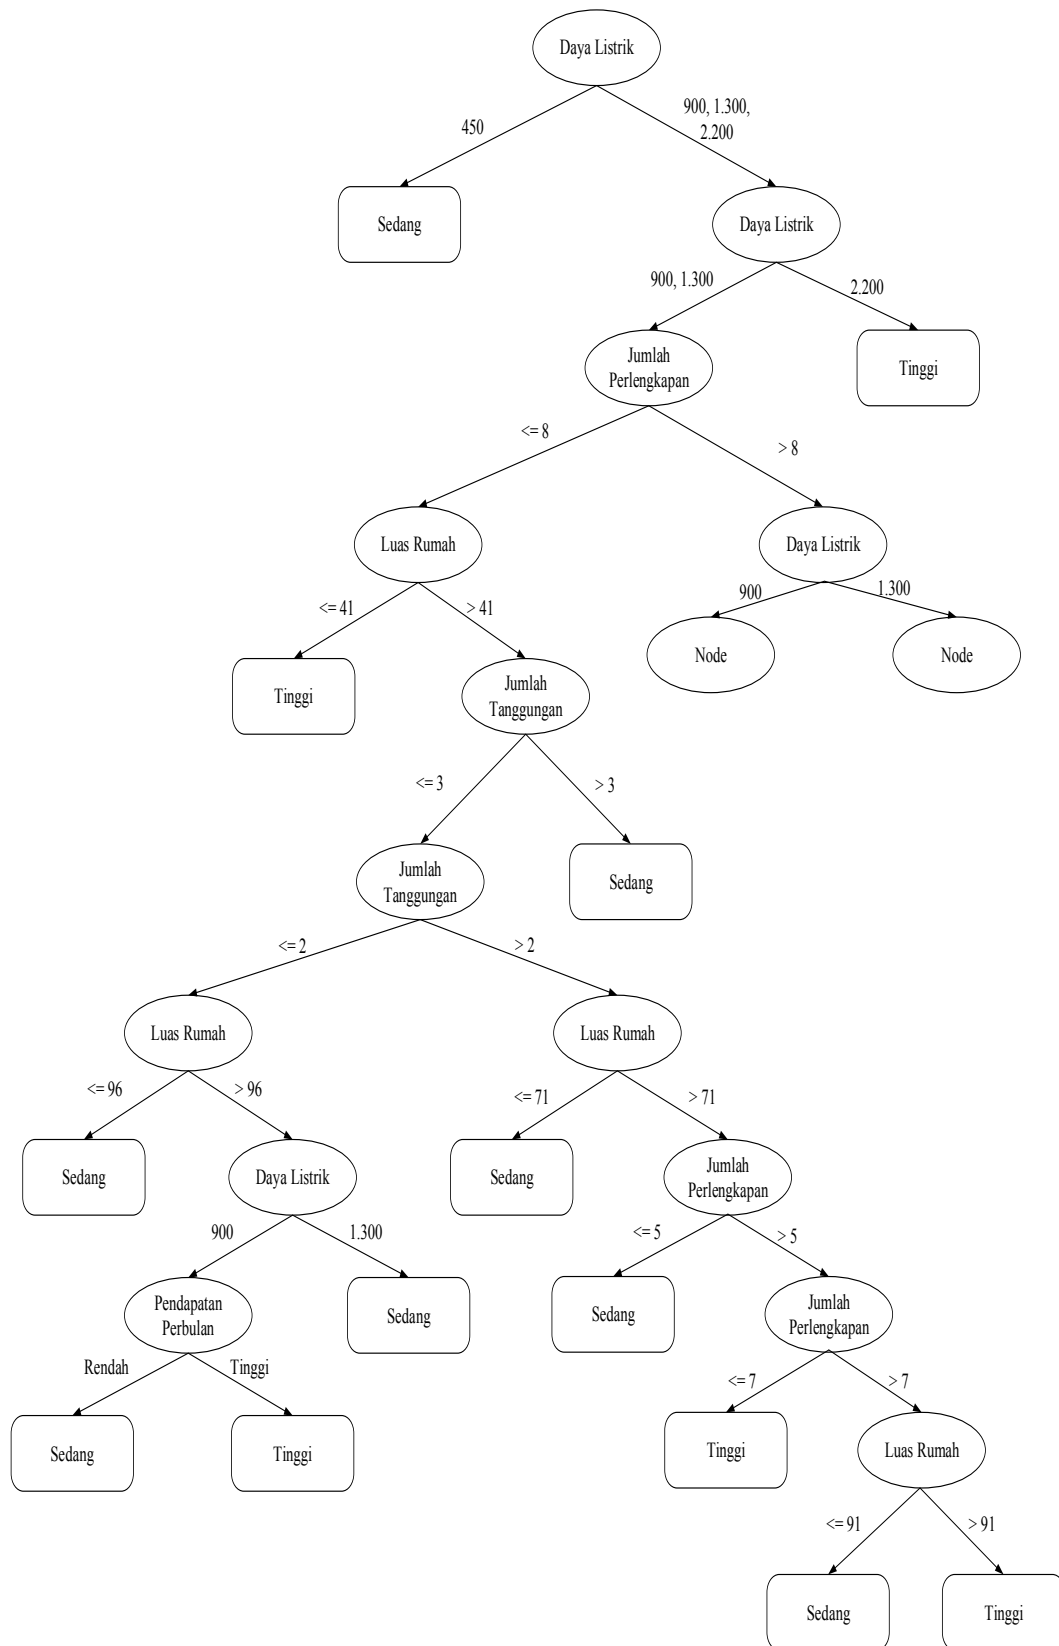 Daya Listrik
450
900, 1.300,
2.200
Sedang
Daya Listrik
900, 1.300
2.200
Jumlah
Perlengkapan
Tinggi
<= 8
> 8
Luas Rumah
Daya Listrik
<= 41
> 41
900
1.300
Tinggi
Jumlah
Tanggungan
Node
Node
<= 3
> 3
Jumlah
Tanggungan
Sedang
<= 2
> 2
Luas Rumah
Luas Rumah
<= 96
> 96
<= 71
> 71
Sedang
Daya Listrik
Sedang
Jumlah
Perlengkapan
900
1.300
<= 5
> 5
Pendapatan
Perbulan
Sedang
Sedang
Jumlah
Perlengkapan
Rendah
Tinggi
<= 7
> 7
Sedang
Tinggi
Tinggi
Luas Rumah
<= 91
> 91
Sedang
Tinggi